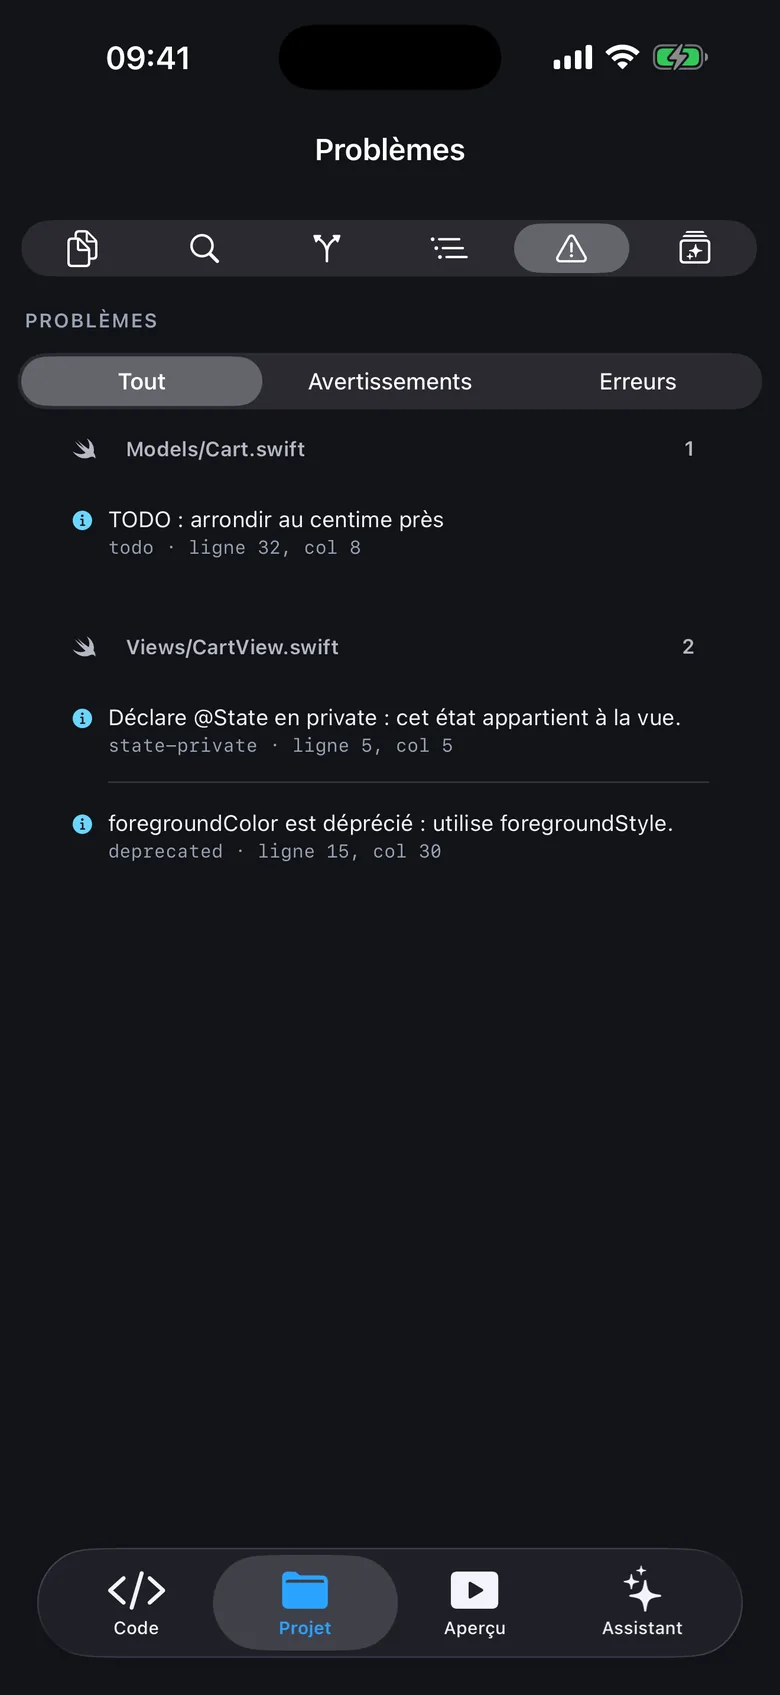 09:41
Problèmes
PROBLÈMES
Tout
Avertissements
Erreurs
Models/Cart.swift
1
TODO : arrondir au centime près
todo · ligne 32, col 8
Views/CartView.swift
2
Déclare @State en private : cet état appartient à la vue.
state-private · ligne 5, col 5
foregroundColor est déprécié : utilise foregroundStyle.
deprecated · ligne 15, col 30
Code
Projet
Aperçu
Assistant